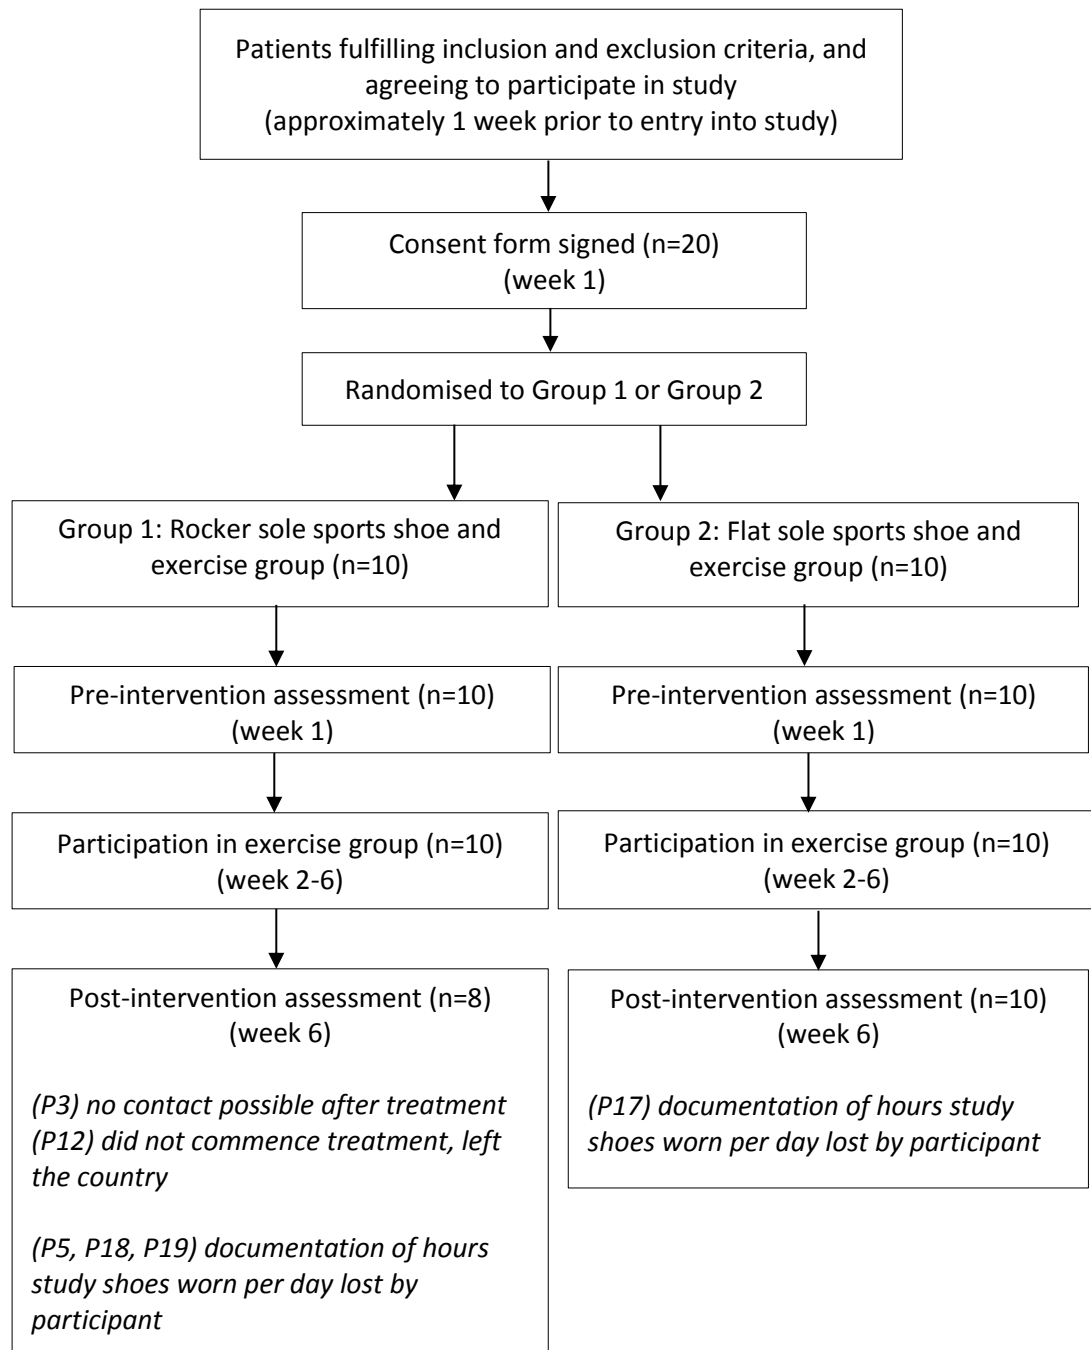 Patients fulfilling inclusion and exclusion criteria, and
agreeing to participate in study
(approximately 1 week prior to entry into study)
Consent form signed (n=20)
(week 1)
Randomised to Group 1 or Group 2
Group 1: Rocker sole sports shoe and
exercise group (n=10)
Group 2: Flat sole sports shoe and
exercise group (n=10)
Pre-intervention assessment (n=10)
(week 1)
Pre-intervention assessment (n=10)
(week 1)
Participation in exercise group (n=10)
(week 2-6)
Participation in exercise group (n=10)
(week 2-6)
Post-intervention assessment (n=8)
(week 6)
(P3) no contact possible after treatment
(P12) did not commence treatment, left
the country
(P5, P18, P19) documentation of hours
study shoes worn per day lost by
participant
Post-intervention assessment (n=10)
(week 6)
(P17) documentation of hours study
shoes worn per day lost by participant